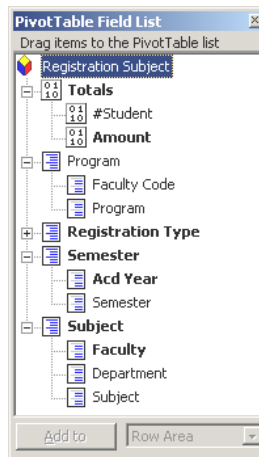 PivotTable Field List
Drag items to the PivotTable list
Registration Subject
Totals
#Student
Amount
Program
Faculty Code
Program
Registration Type
Semester
Acd Year
Semester
Subject
Faculty
Department
Subject
Add to
Row Area